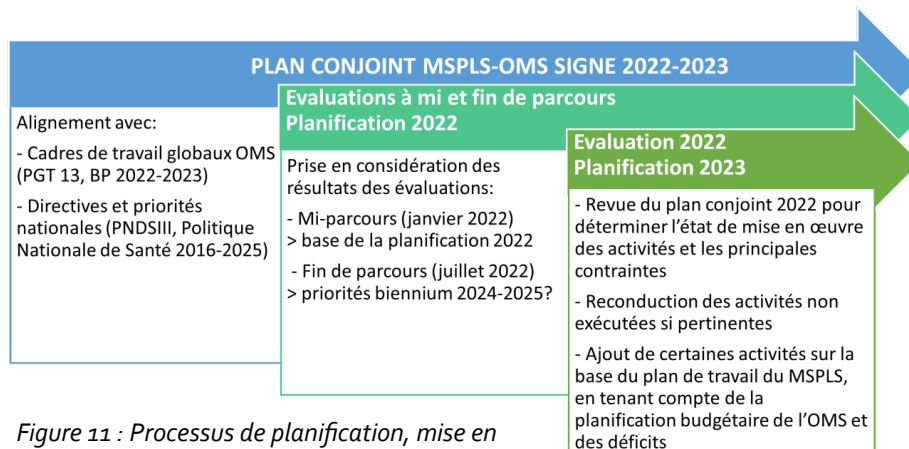 PLAN CONJOINT MSPLS-OMS SIGNE 2022-2023
Alignement avec:
- Cadres de travail globaux OMS
(PGT 13, BP 2022-2023)
- Directives et priorités
nationales (PNDSIII, Politique
Nationale de Santé 2016-2025)
Evaluations à mi et fin de parcours
Planification 2022
Prise en considération des
résultats des évaluations:
- Mi-parcours (janvier 2022)
> base de la planification 2022
- Fin de parcours (juillet 2022)
> priorités biennium 2024-2025?
Evaluation 2022
Planification 2023
- Revue du plan conjoint 2022 pour
déterminer l'état de mise en œuvre
des activités et les principales
contraintes
- Reconduction des activités non
exécutées si pertinentes
- Ajout de certaines activités sur la
base du plan de travail du MSPLS,
en tenant compte de la
planification budgétaire de l'OMS et
des déficits
Figure 11 : Processus de planification, mise en